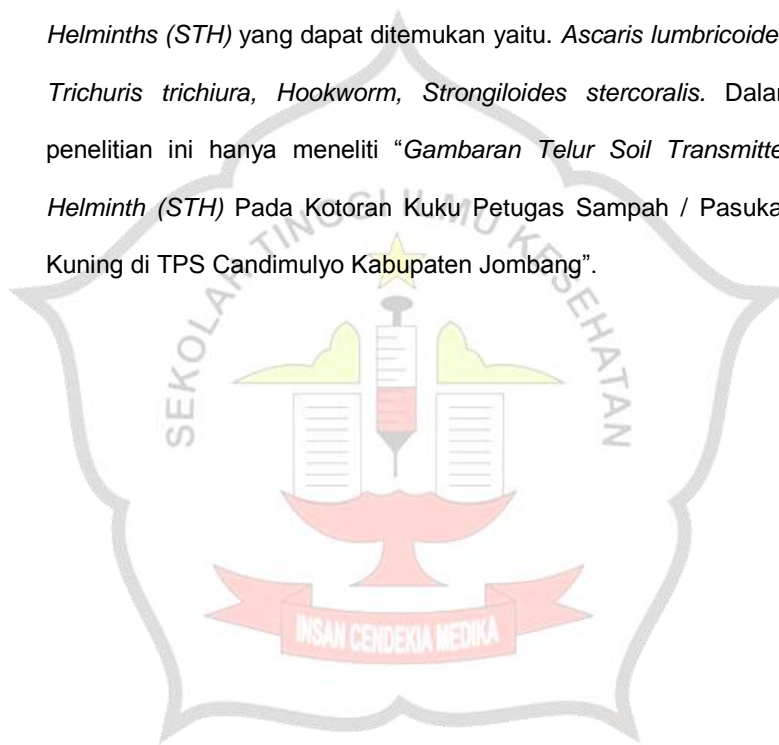 Helminths (STH) yang dapat ditemukan yaitu. Ascaris lumbricoide
Trichuris trichiura, Hookworm, Strongiloides stercoralis. Dalar
penelitian ini hanya meneliti “Gambaran Telur Soil Transmitte
Helminth (STH) Pada Kotoran Kuku Petugas Sampah / Pasuka
Kuning di TPS Candimulyo Kabupaten Jombang”.
SEKOLAH TINGGI ILMU KESEHATAN
INSAN CENDEKIA MEDIKA